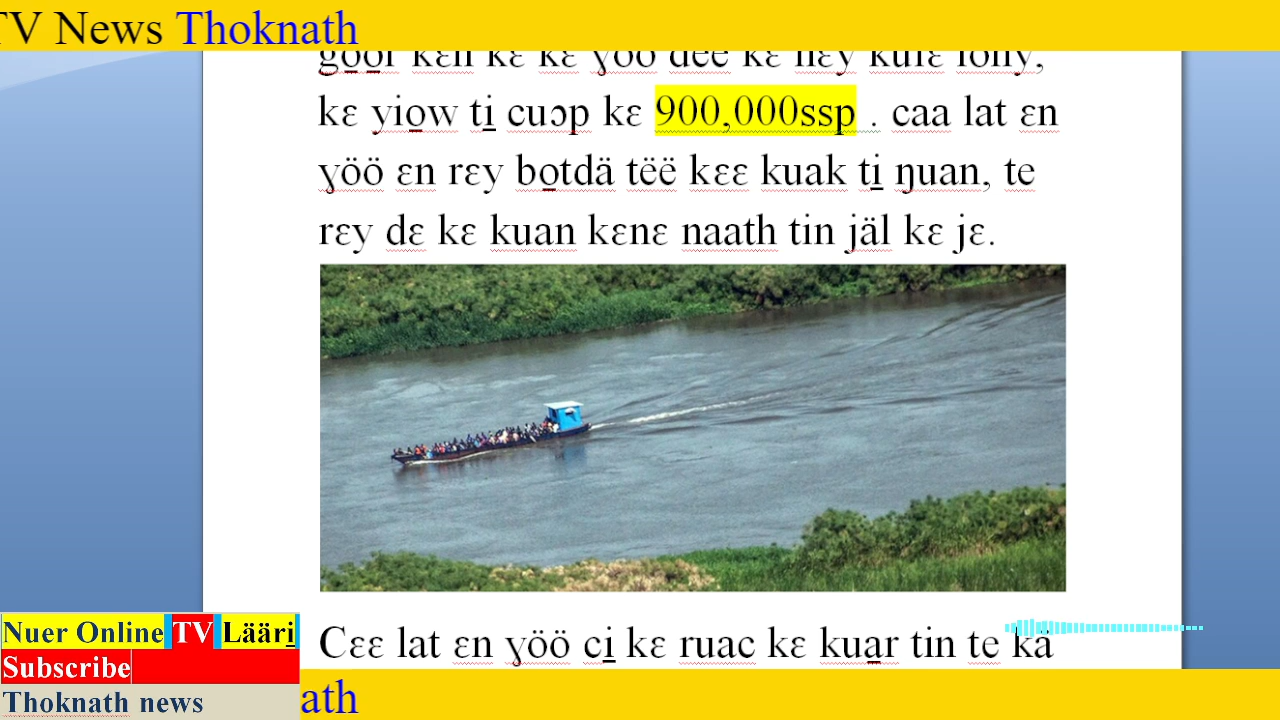 TV News Thoknath
kɛ yio̱w ti̱ cuɔp kɛ 900,000ssp . caa lat ɛn
ɣöö ɛn rɛy bo̱tdä tëë kɛɛ kuak ti̱ ŋuan, te
rɛy dɛ kɛ kuan kɛnɛ naath tin jäl kɛ jɛ.
Cɛɛ lat ɛn ɣöö ci̱ kɛ ruac kɛ kua̱r tin te kä
Nuer Online TV Lääri̱
Subscribe
Thoknath news
ath